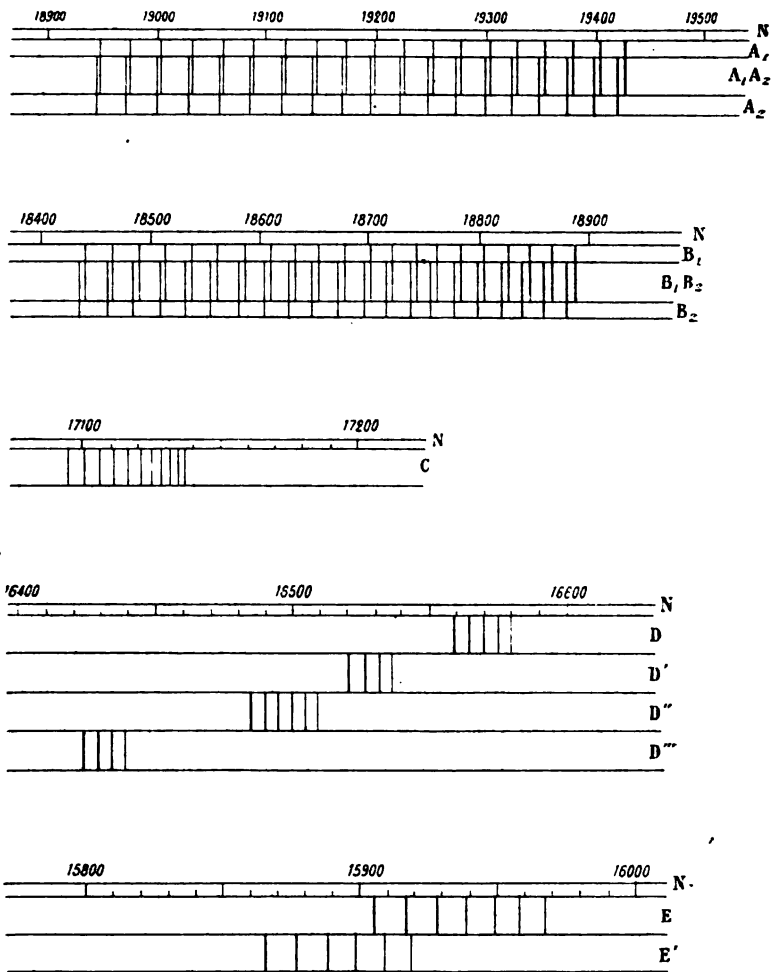 18900 19000 19100 19200 19300 19400 19500
N
A₁
A₁A₂
A₂
18400 18500 18600 18700 18800 18900
N
B₁
B₁B₂
B₂
17100 17200
N
C
16400 16500 16600
N
D
D'
D''
D'''
15800 15900 16000
N
E
E'